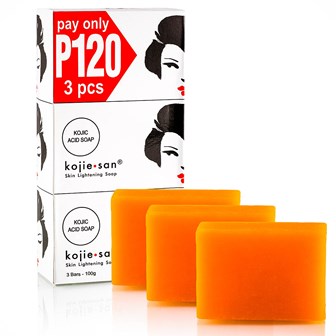 pay only
P120
3 pcs
KOJIC
ACID SOAP
kojie•san®
Skin Lightening Soap
KOJIC
ACID SOAP
kojie•san
Skin Lightening
3 Bars - 100g